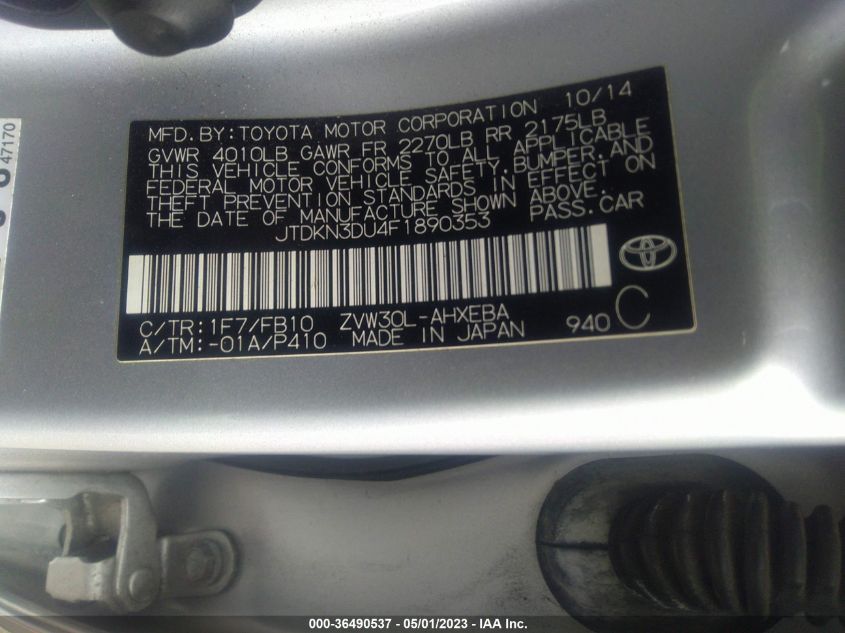 47170
MFD. BY: TOYOTA MOTOR CORPORATION 10/14
GVWR 4010LB GAWR FR 2270LB RR 2175LB
THIS VEHICLE CONFORMS TO ALL APPLICABLE
FEDERAL MOTOR VEHICLE SAFETY, BUMPER, AND
THEFT PREVENTION STANDARDS IN EFFECT ON
THE DATE OF MANUFACTURE SHOWN ABOVE.
JTDKN3DU4F1890353 PASS. CAR
C/TR: 1F7/FB10 ZVW30L-AHXEBA
A/TM: -01A/P410 MADE IN JAPAN 940 C
000-36490537 - 05/01/2023 - IAA Inc.